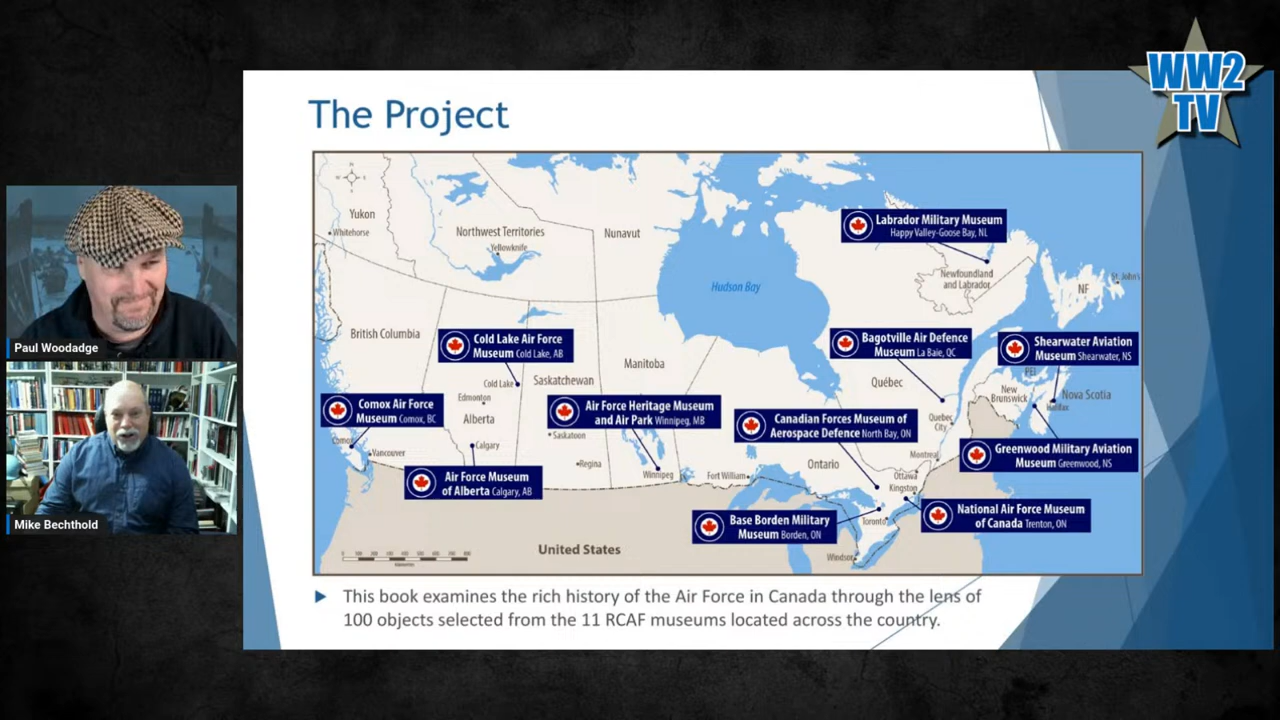 WW2
TV
The Project
Yukon
Whitehorse
Northwest Territories
Yellowknife
Nunavut
Hudson Bay
Labrador Military Museum
Happy Valley-Goose Bay, NL
Newfoundland
and Labrador
NF
St. John's
British Columbia
Cold Lake Air Force
Museum Cold Lake, AB
Cold Lake
Saskatchewan
Manitoba
Bagotville Air Defence
Museum La Baie, QC
Shearwater Aviation
Museum Shearwater, NS
PEI
Paul Woodadge
Edmonton
Alberta
Québec
New
Brunswick
Nova Scotia
Halifax
Comox Air Force
Museum Comox, BC
Air Force Heritage Museum
and Air Park Winnipeg, MB
Canadian Forces Museum of
Aerospace Defence North Bay, ON
Quebec
City
Comox
Vancouver
Calgary
Saskatoon
Regina
Winnipeg
Fort William
Ontario
Montreal
Ottawa
Kingston
Greenwood Military Aviation
Museum Greenwood, NS
Air Force Museum
of Alberta Calgary, AB
Base Borden Military
Museum Borden, ON
Toronto
National Air Force Museum
of Canada Trenton, ON
Mike Bechthold
United States
Windsor
This book examines the rich history of the Air Force in Canada through the lens of
100 objects selected from the 11 RCAF museums located across the country.